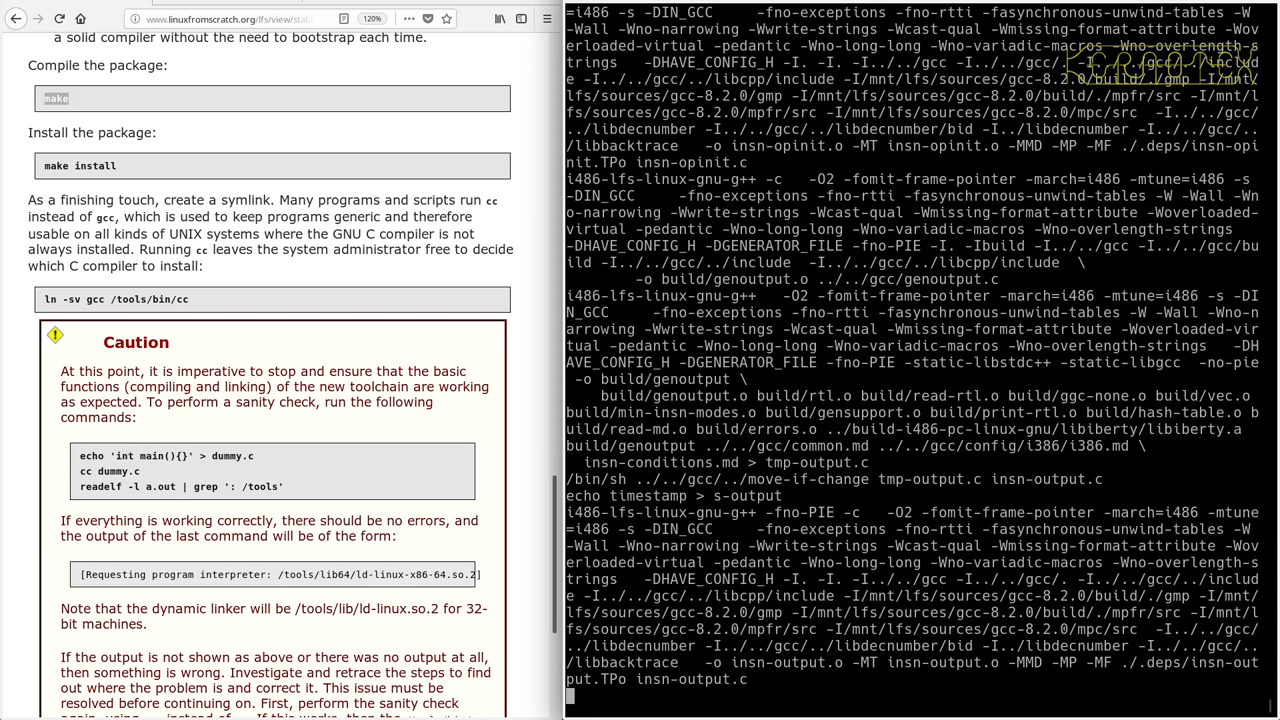 www.linuxfromscratch.org/lfs/view/stab
120%
a solid compiler without the need to bootstrap each time.
Compile the package:
make
Install the package:
make install
As a finishing touch, create a symlink. Many programs and scripts run cc
instead of gcc, which is used to keep programs generic and therefore
usable on all kinds of UNIX systems where the GNU C compiler is not
always installed. Running cc leaves the system administrator free to decide
which C compiler to install:
ln -sv gcc /tools/bin/cc
Caution
At this point, it is imperative to stop and ensure that the basic
functions (compiling and linking) of the new toolchain are working
as expected. To perform a sanity check, run the following
commands:
echo 'int main(){}' > dummy.c
cc dummy.c
readelf -l a.out | grep ': /tools'
If everything is working correctly, there should be no errors, and
the output of the last command will be of the form:
[Requesting program interpreter: /tools/lib64/ld-linux-x86-64.so.2]
Note that the dynamic linker will be /tools/lib/ld-linux.so.2 for 32-
bit machines.
If the output is not shown as above or there was no output at all,
then something is wrong. Investigate and retrace the steps to find
out where the problem is and correct it. This issue must be
resolved before continuing on. First, perform the sanity check
=i486 -s -DIN_GCC     -fno-exceptions -fno-rtti -fasynchronous-unwind-tables -W
-Wall -Wno-narrowing -Wwrite-strings -Wcast-qual -Wmissing-format-attribute -Wov
erloaded-virtual -pedantic -Wno-long-long -Wno-variadic-macros -Wno-overlength-s
trings   -DHAVE_CONFIG_H -I. -I. -I../../gcc -I../../gcc/. -I../../gcc/../includ
e -I../../gcc/../libcpp/include -I/mnt/lfs/sources/gcc-8.2.0/build/./gmp -I/mnt/
lfs/sources/gcc-8.2.0/gmp -I/mnt/lfs/sources/gcc-8.2.0/build/./mpfr/src -I/mnt/l
fs/sources/gcc-8.2.0/mpfr/src -I/mnt/lfs/sources/gcc-8.2.0/mpc/src  -I../../gcc/
../libdecnumber -I../../gcc/../libdecnumber/bid -I../libdecnumber -I../../gcc/..
/libbacktrace   -o insn-opinit.o -MT insn-opinit.o -MMD -MP -MF ./.deps/insn-opi
nit.TPo insn-opinit.c
i486-lfs-linux-gnu-g++ -c   -O2 -fomit-frame-pointer -march=i486 -mtune=i486 -s
-DIN_GCC     -fno-exceptions -fno-rtti -fasynchronous-unwind-tables -W -Wall -Wn
o-narrowing -Wwrite-strings -Wcast-qual -Wmissing-format-attribute -Woverloaded-
virtual -pedantic -Wno-long-long -Wno-variadic-macros -Wno-overlength-strings
-DHAVE_CONFIG_H -DGENERATOR_FILE -fno-PIE -I. -Ibuild -I../../gcc -I../../gcc/bu
ild -I../../gcc/../include  -I../../gcc/../libcpp/include  \
-o build/genoutput.o ../../gcc/genoutput.c
i486-lfs-linux-gnu-g++   -O2 -fomit-frame-pointer -march=i486 -mtune=i486 -s -DI
N_GCC     -fno-exceptions -fno-rtti -fasynchronous-unwind-tables -W -Wall -Wno-n
arrowing -Wwrite-strings -Wcast-qual -Wmissing-format-attribute -Woverloaded-vir
tual -pedantic -Wno-long-long -Wno-variadic-macros -Wno-overlength-strings   -DH
AVE_CONFIG_H -DGENERATOR_FILE -fno-PIE -static-libstdc++ -static-libgcc  -no-pie
-o build/genoutput \
build/genoutput.o build/rtl.o build/read-rtl.o build/ggc-none.o build/vec.o
build/min-insn-modes.o build/gensupport.o build/print-rtl.o build/hash-table.o b
uild/read-md.o build/errors.o ../build-i486-pc-linux-gnu/libiberty/libiberty.a
build/genoutput ../../gcc/common.md ../../gcc/config/i386/i386.md \
insn-conditions.md > tmp-output.c
/bin/sh ../../gcc/../move-if-change tmp-output.c insn-output.c
echo timestamp > s-output
i486-lfs-linux-gnu-g++ -fno-PIE -c   -O2 -fomit-frame-pointer -march=i486 -mtune
=i486 -s -DIN_GCC     -fno-exceptions -fno-rtti -fasynchronous-unwind-tables -W
-Wall -Wno-narrowing -Wwrite-strings -Wcast-qual -Wmissing-format-attribute -Wov
erloaded-virtual -pedantic -Wno-long-long -Wno-variadic-macros -Wno-overlength-s
trings   -DHAVE_CONFIG_H -I. -I. -I../../gcc -I../../gcc/. -I../../gcc/../includ
e -I../../gcc/../libcpp/include -I/mnt/lfs/sources/gcc-8.2.0/build/./gmp -I/mnt/
lfs/sources/gcc-8.2.0/gmp -I/mnt/lfs/sources/gcc-8.2.0/build/./mpfr/src -I/mnt/l
fs/sources/gcc-8.2.0/mpfr/src -I/mnt/lfs/sources/gcc-8.2.0/mpc/src  -I../../gcc/
../libdecnumber -I../../gcc/../libdecnumber/bid -I../libdecnumber -I../../gcc/..
/libbacktrace   -o insn-output.o -MT insn-output.o -MMD -MP -MF ./.deps/insn-out
put.TPo insn-output.c